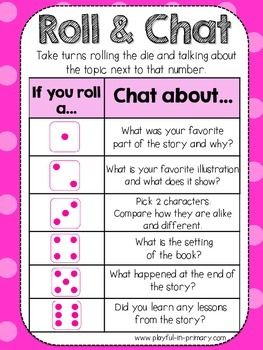 Roll & Chat
Take turns rolling the die and talking about
the topic next to that number.
If you roll
a...
Chat about...
What was your favorite
part of the story and why?
What is your favorite illustration
and what does it show?
Pick 2 characters.
Compare how they are alike
and different.
What is the setting
of the book?
What happened at the end of
the story?
Did you learn any lessons
from the story?
www.playful-in-primary.com